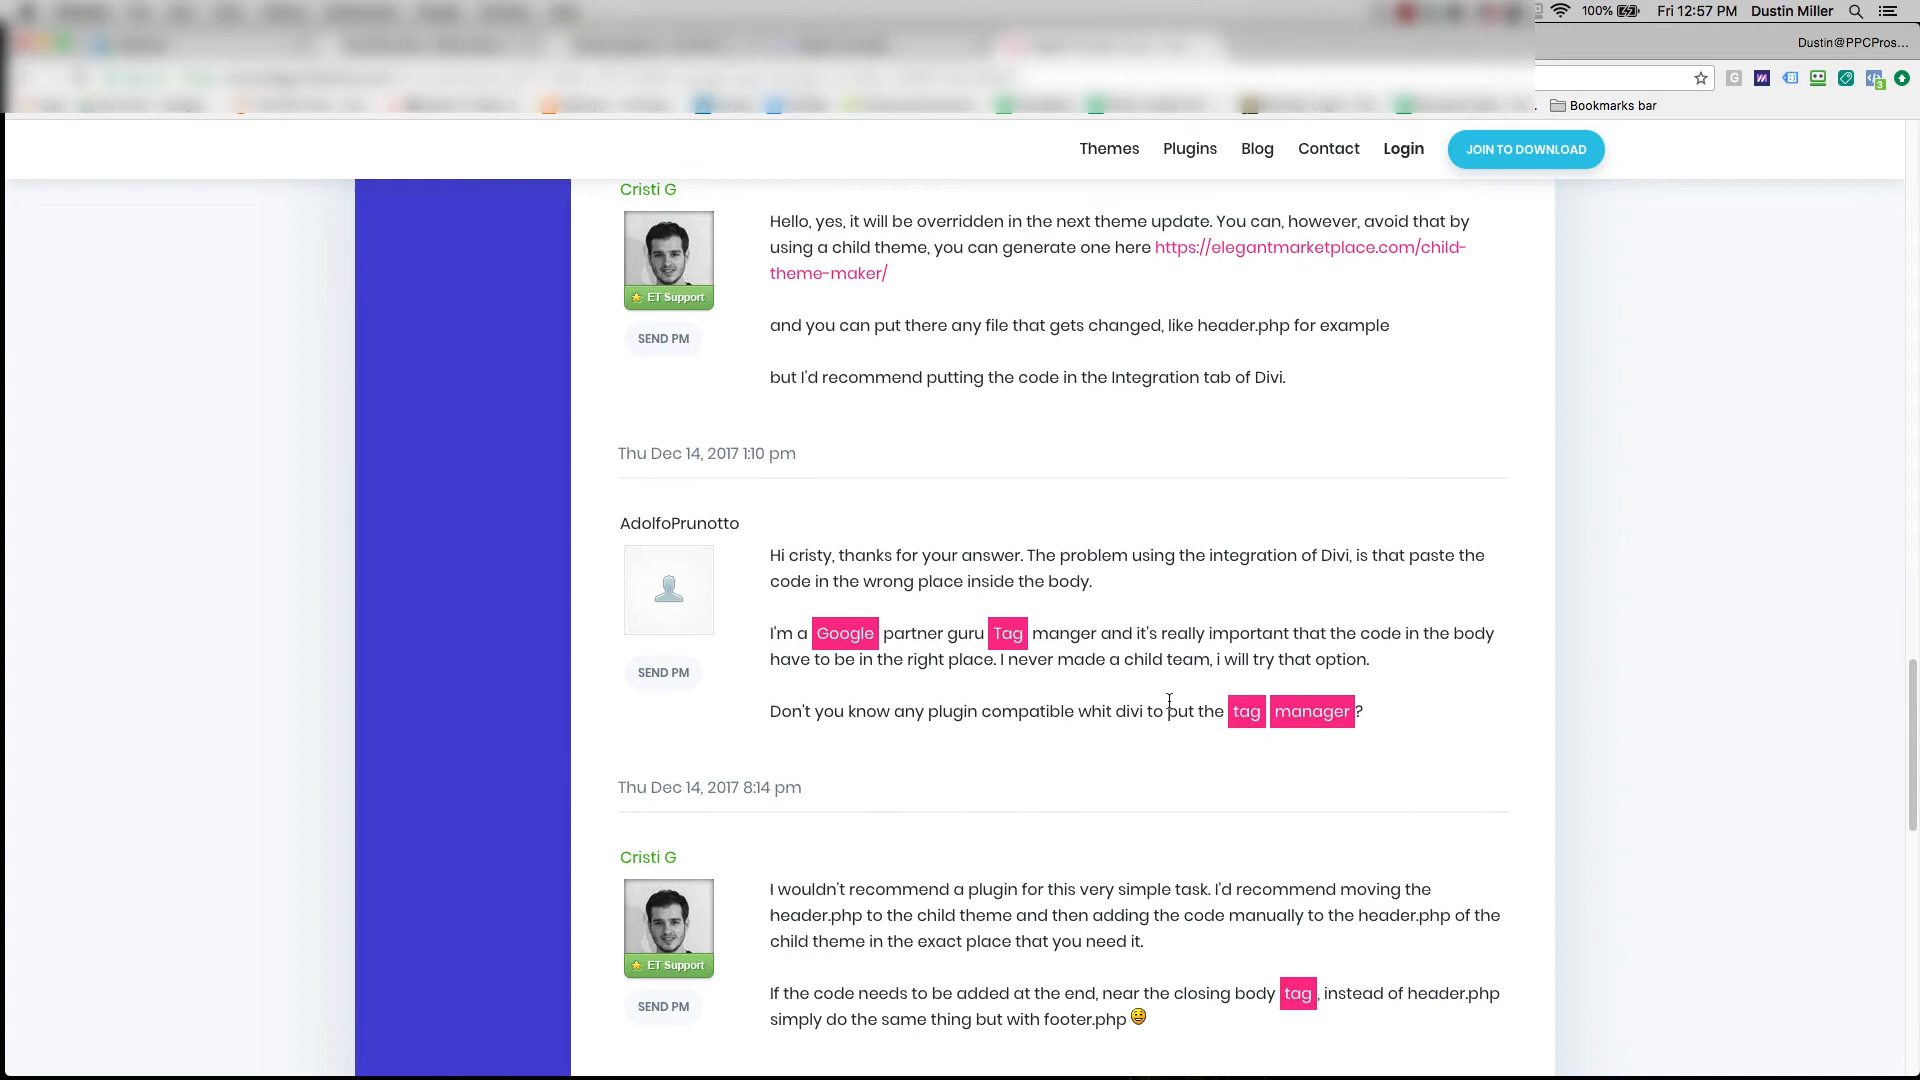 100% Fri 12:57 PM Dustin Miller
Dustin@PPCPros...
Bookmarks bar
Themes Plugins Blog Contact Login JOIN TO DOWNLOAD
Cristi G
ET Support
SEND PM
Hello, yes, it will be overridden in the next theme update. You can, however, avoid that by
using a child theme, you can generate one here https://elegantmarketplace.com/child-
theme-maker/
and you can put there any file that gets changed, like header.php for example
but I'd recommend putting the code in the Integration tab of Divi.
Thu Dec 14, 2017 1:10 pm
AdolfoPrunotto
SEND PM
Hi cristy, thanks for your answer. The problem using the integration of Divi, is that paste the
code in the wrong place inside the body.
I'm a Google partner guru Tag manger and it's really important that the code in the body
have to be in the right place. I never made a child team, i will try that option.
Don't you know any plugin compatible whit divi to put the tag manager?
Thu Dec 14, 2017 8:14 pm
Cristi G
ET Support
SEND PM
I wouldn't recommend a plugin for this very simple task. I'd recommend moving the
header.php to the child theme and then adding the code manually to the header.php of the
child theme in the exact place that you need it.
If the code needs to be added at the end, near the closing body tag, instead of header.php
simply do the same thing but with footer.php